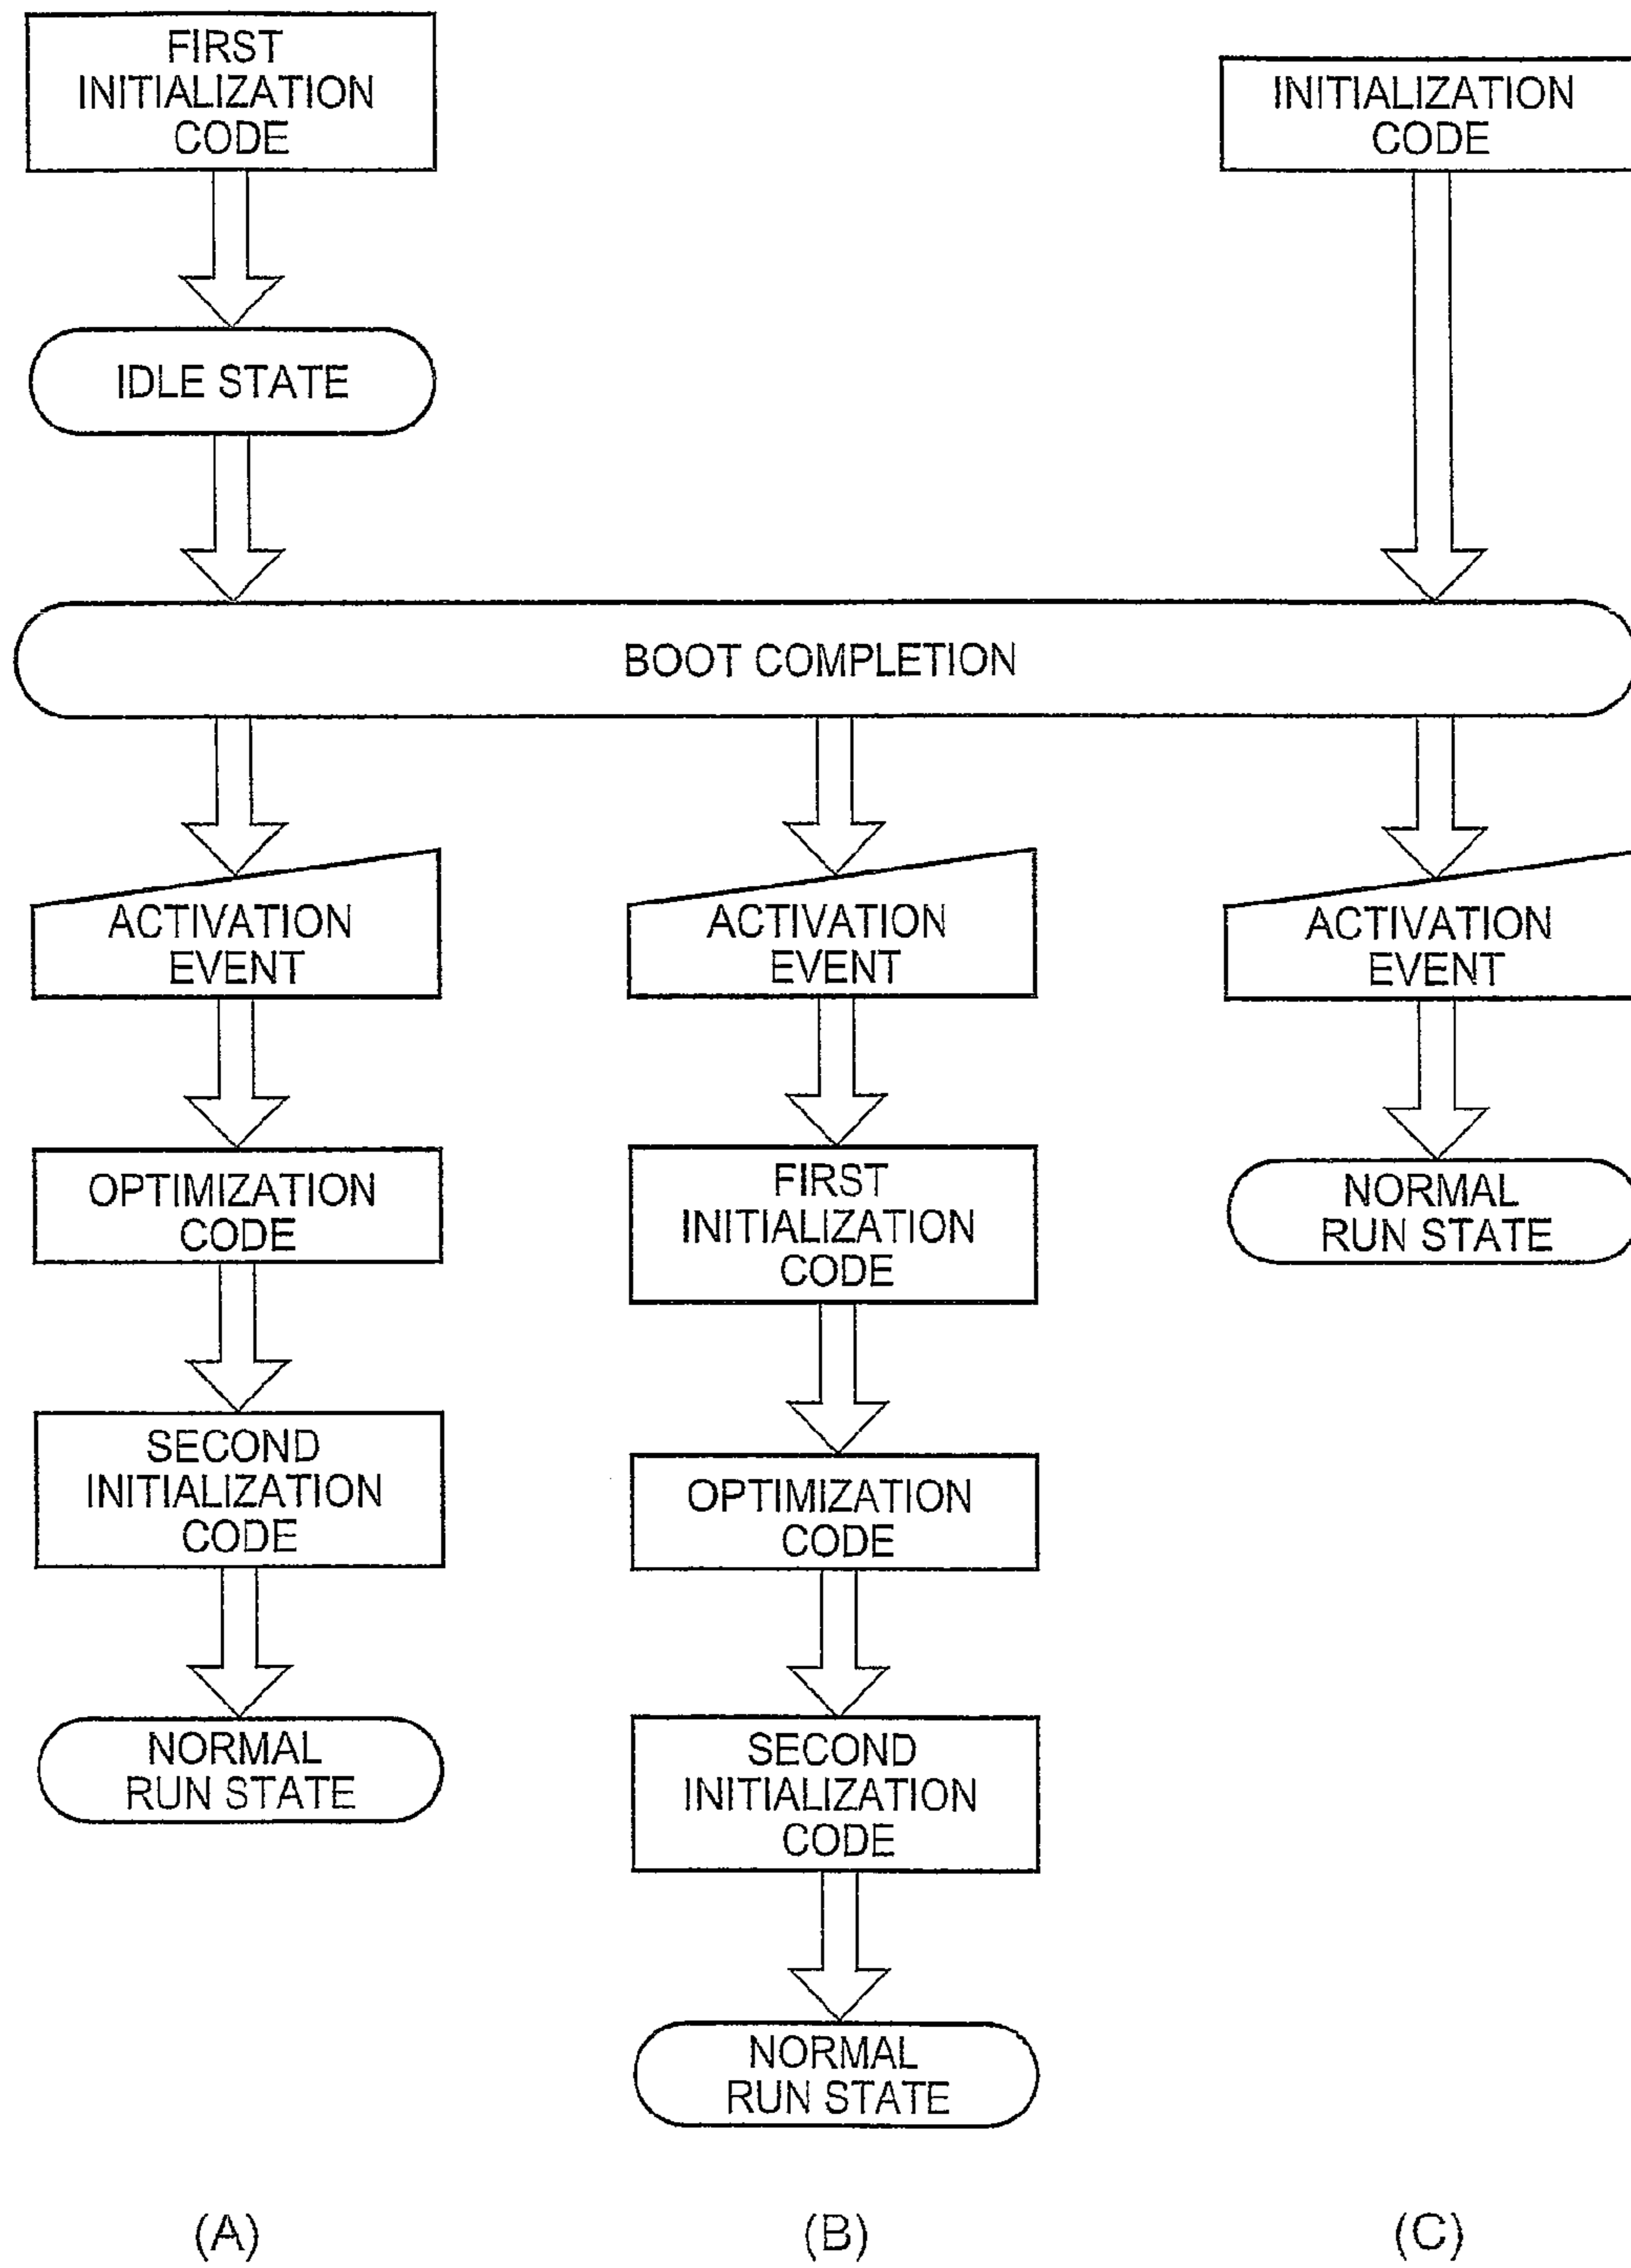 FIRST
INITIALIZATION
CODE
INITIALIZATION
CODE
IDLE STATE
BOOT COMPLETION
ACTIVATION
EVENT
ACTIVATION
EVENT
ACTIVATION
EVENT
OPTIMIZATION
CODE
FIRST
INITIALIZATION
CODE
NORMAL
RUN STATE
SECOND
INITIALIZATION
CODE
OPTIMIZATION
CODE
NORMAL
RUN STATE
SECOND
INITIALIZATION
CODE
NORMAL
RUN STATE
(A)
(B)
(C)